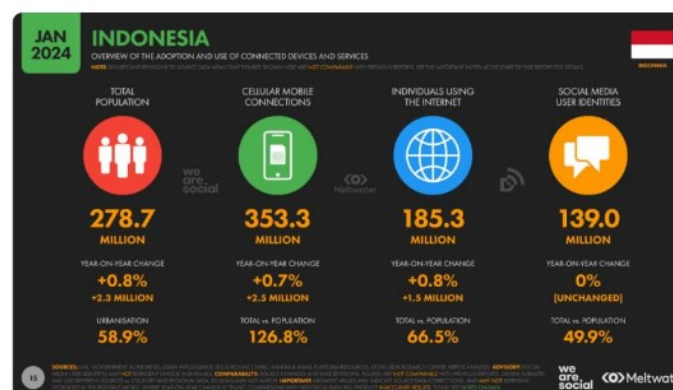 JAN
2024
INDONESIA
OVERVIEW OF THE ADOPTION AND USE OF CONNECTED DEVICES AND SERVICES
INDONESIA
TOTAL
POPULATION
278.7
MILLION
YEAR-ON-YEAR CHANGE
+0.8%
+2.3 MILLION
URBANISATION
58.9%
CELLULAR MOBILE
CONNECTIONS
353.3
MILLION
YEAR-ON-YEAR CHANGE
+0.7%
+2.5 MILLION
TOTAL vs. POPULATION
126.8%
INDIVIDUALS USING
THE INTERNET
185.3
MILLION
YEAR-ON-YEAR CHANGE
+0.8%
+1.5 MILLION
TOTAL vs. POPULATION
66.5%
SOCIAL MEDIA
USER IDENTITIES
139.0
MILLION
YEAR-ON-YEAR CHANGE
0%
[UNCHANGED]
TOTAL vs. POPULATION
49.9%
we
are
social
Meltwater
15
we
are
social
Meltwat